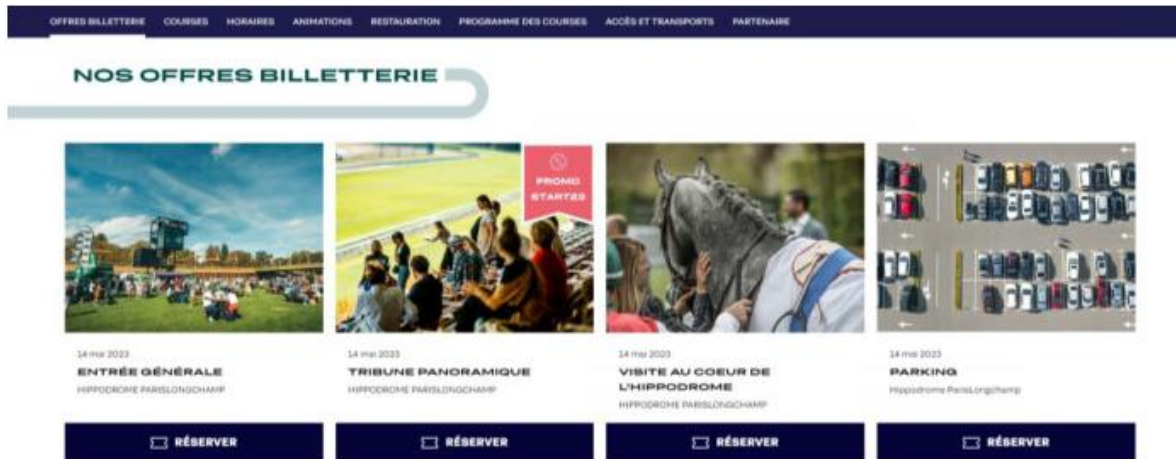 OFFRES BILLETTERIE COURSES HORAIRES ANIMATIONS RESTAURATION PROGRAMME DES COURSES ACCÈS ET TRANSPORTS PARTENAIRE
NOS OFFRES BILLETTERIE
PROMO
START23
14 mai 2023
ENTRÉE GÉNÉRALE
HIPPODROME PARISLONGCHAMP
RÉSERVER
14 mai 2023
TRIBUNE PANORAMIQUE
HIPPODROME PARISLONGCHAMP
RÉSERVER
14 mai 2023
VISITE AU COEUR DE
L'HIPPODROME
HIPPODROME PARISLONGCHAMP
RÉSERVER
14 mai 2023
PARKING
Hippodrome ParisLongchamp
RÉSERVER